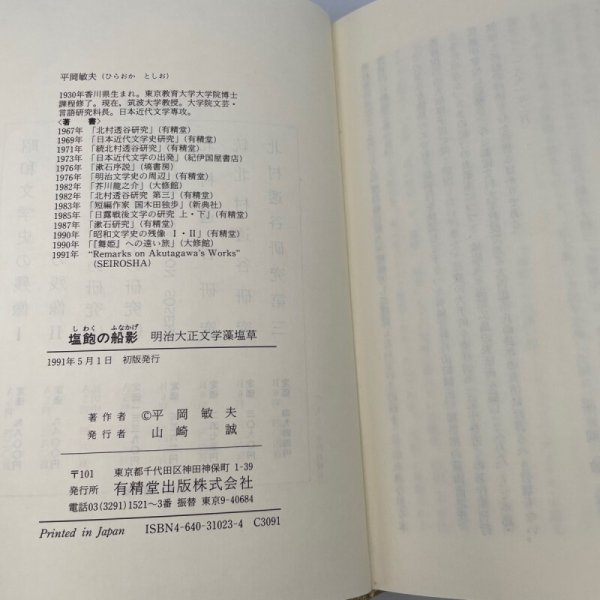 平岡敏夫(ひらおか としお)
1930年香川県生まれ。東京教育大学大学院博士
課程修了。現在,筑波大学教授。大学院文芸・
言語研究科長。日本近代文学専攻。
〈著 書〉
1967年 「北村透谷研究」(有精堂)
1969年 「日本近代文学史研究」(有精堂)
1971年 「続北村透谷研究」(有精堂)
1973年 「日本近代文学の出発」(紀伊国屋書店)
1976年 「漱石序説」(塙書房)
1976年 「明治文学史の周辺」(有精堂)
1982年 「芥川龍之介」(大修館)
1982年 「北村透谷研究 第三」(有精堂)
1983年 「短編作家 国木田独歩」(新典社)
1985年 「日露戦後文学の研究 上・下」(有精堂)
1987年 「漱石研究」(有精堂)
1990年 「昭和文学史の残像 Ⅰ・Ⅱ」(有精堂)
1990年 「『舞姫』への遠い旅」(大修館)
1991年 “Remarks on Akutagawa's Works”
(SEIROSHA)
しわく ふなかげ
塩飽の船影 明治大正文学藻塩草
1991年5月1日 初版発行
著作者 ©平岡敏夫
発行者 山崎 誠
〒101 東京都千代田区神田神保町1-39
発行所 有精堂出版株式会社
電話03(3291)1521〜3番 振替 東京9-40684
Printed in Japan ISBN4-640-31023-4 C3091